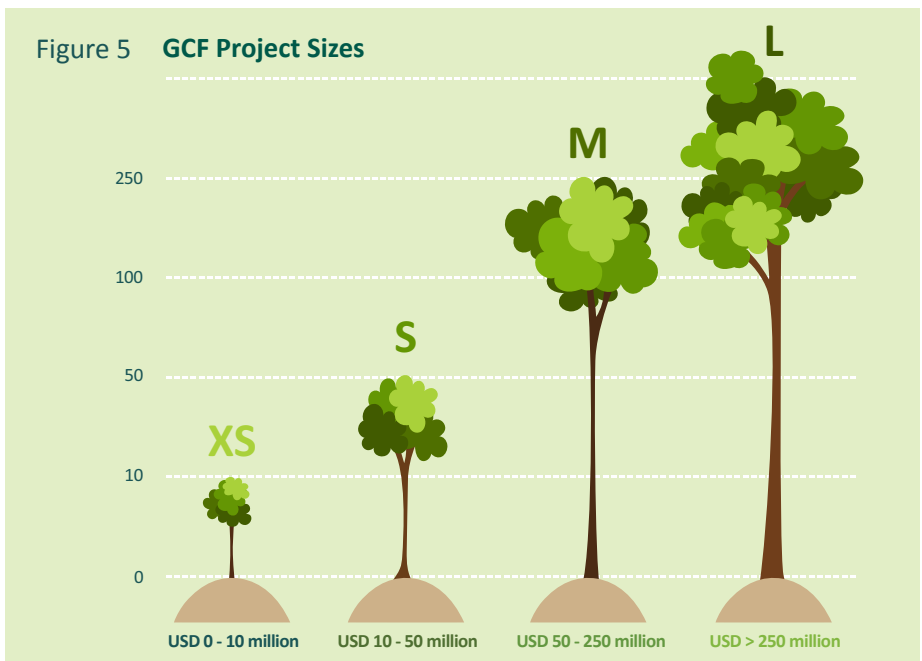 Figure 5 GCF Project Sizes
L
M
250
100
S
50
XS
10
0
USD 0 - 10 million
USD 10 - 50 million
USD 50 - 250 million
USD > 250 million